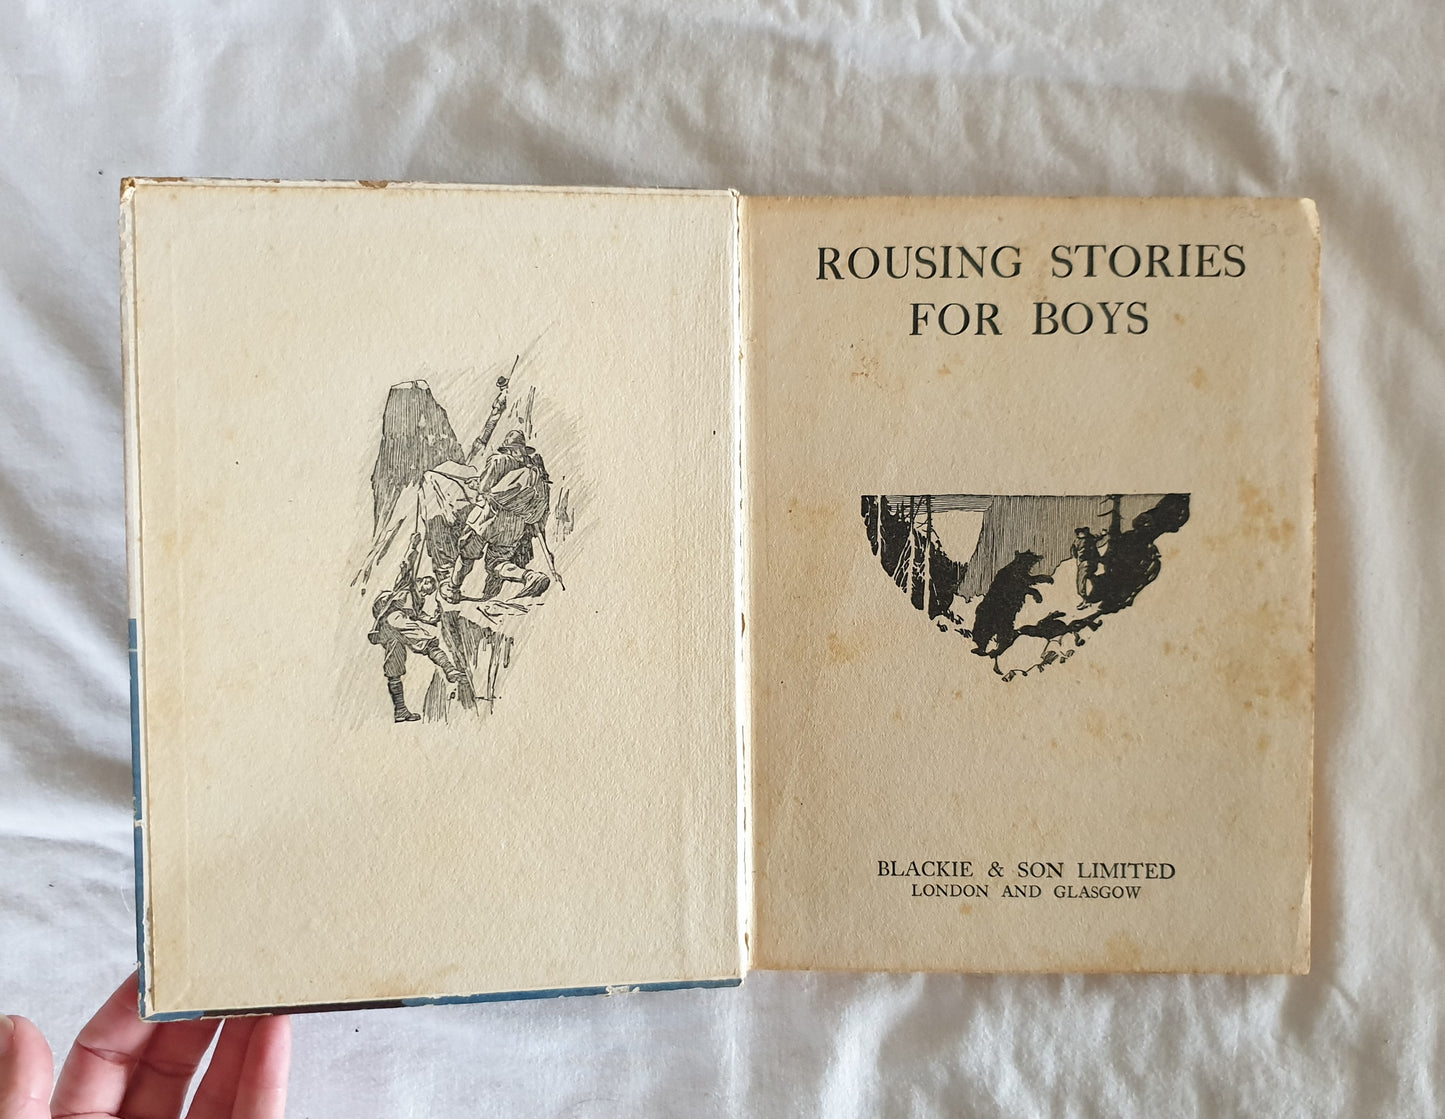 ROUSING STORIES
FOR BOYS
BLACKIE & SON LIMITED
LONDON AND GLASGOW